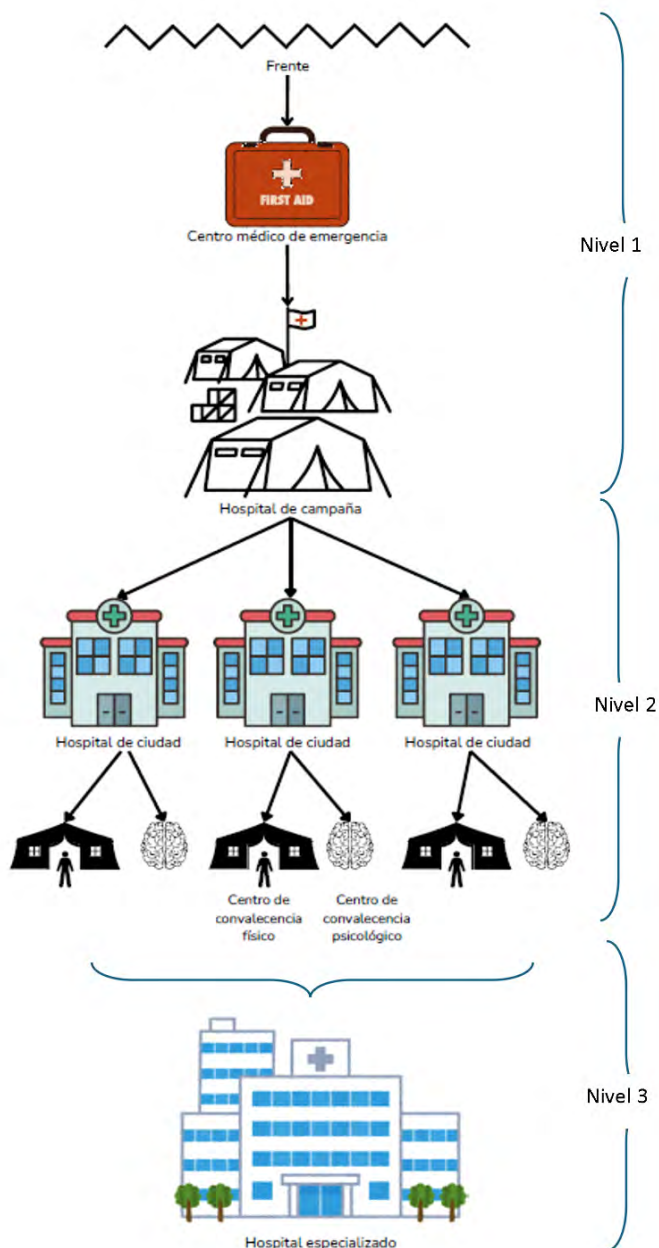 Frente
FIRST AID
Centro médico de emergencia
Nivel 1
Hospital de campaña
Hospital de ciudad
Hospital de ciudad
Hospital de ciudad
Nivel 2
Centro de
convalecencia
físico
Centro de
convalecencia
psicológico
Nivel 3
Hospital especializado